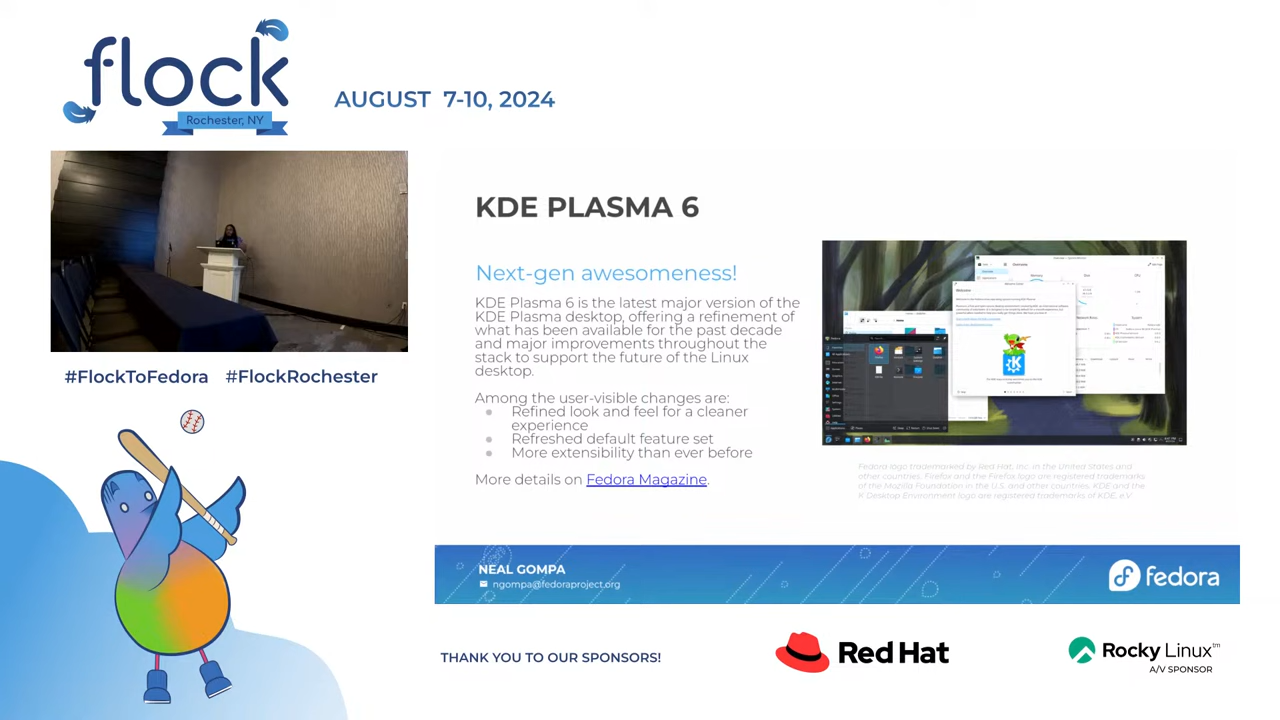 flock
Rochester, NY
AUGUST 7-10, 2024
#FlockToFedora #FlockRochester
KDE PLASMA 6
Next-gen awesomeness!
KDE Plasma 6 is the latest major version of the
KDE Plasma desktop, offering a refinement of
what has been available for the past decade
and major improvements throughout the
stack to support the future of the Linux
desktop.
Among the user-visible changes are:
Refined look and feel for a cleaner
experience
Refreshed default feature set
More extensibility than ever before
More details on Fedora Magazine.
Welcome
Fedora logo trademarked by Red Hat, Inc. in the United States and
other countries. Firefox and the Firefox logo are registered trademarks
of the Mozilla Foundation in the U.S. and other countries. KDE and the
K Desktop Environment logo are registered trademarks of KDE, e.V
NEAL GOMPA
ngompa@fedoraproject.org
fedora
THANK YOU TO OUR SPONSORS!
Red Hat
Rocky Linux™
A/V SPONSOR